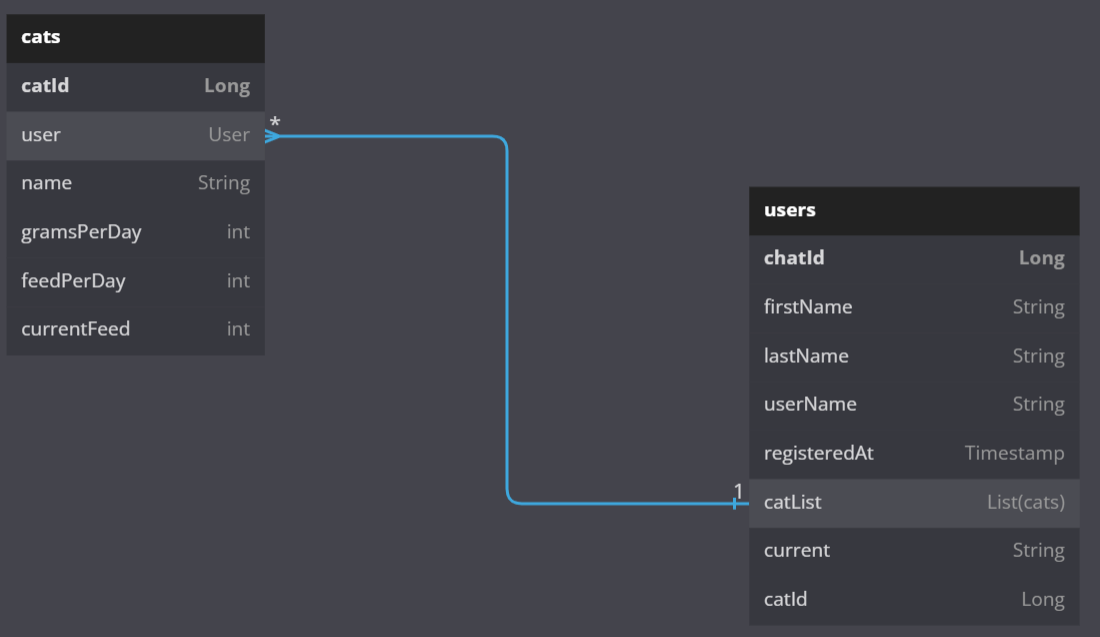 cats
catId Long
user User
name String
gramsPerDay int
feedPerDay int
currentFeed int
*
1
users
chatId Long
firstName String
lastName String
userName String
registeredAt Timestamp
catList List(cats)
current String
catId Long